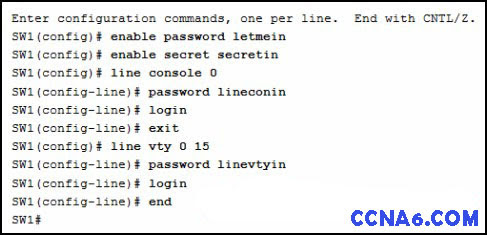 Enter configuration commands, one per line.  End with CNTL/Z.
SW1(config)# enable password letmein
SW1(config)# enable secret secretin
SW1(config)# line console 0
SW1(config-line)# password lineconin
SW1(config-line)# login
SW1(config-line)# exit
SW1(config)# line vty 0 15
SW1(config-line)# password linevtyin
SW1(config-line)# login
SW1(config-line)# end
SW1#
CCNA6.COM